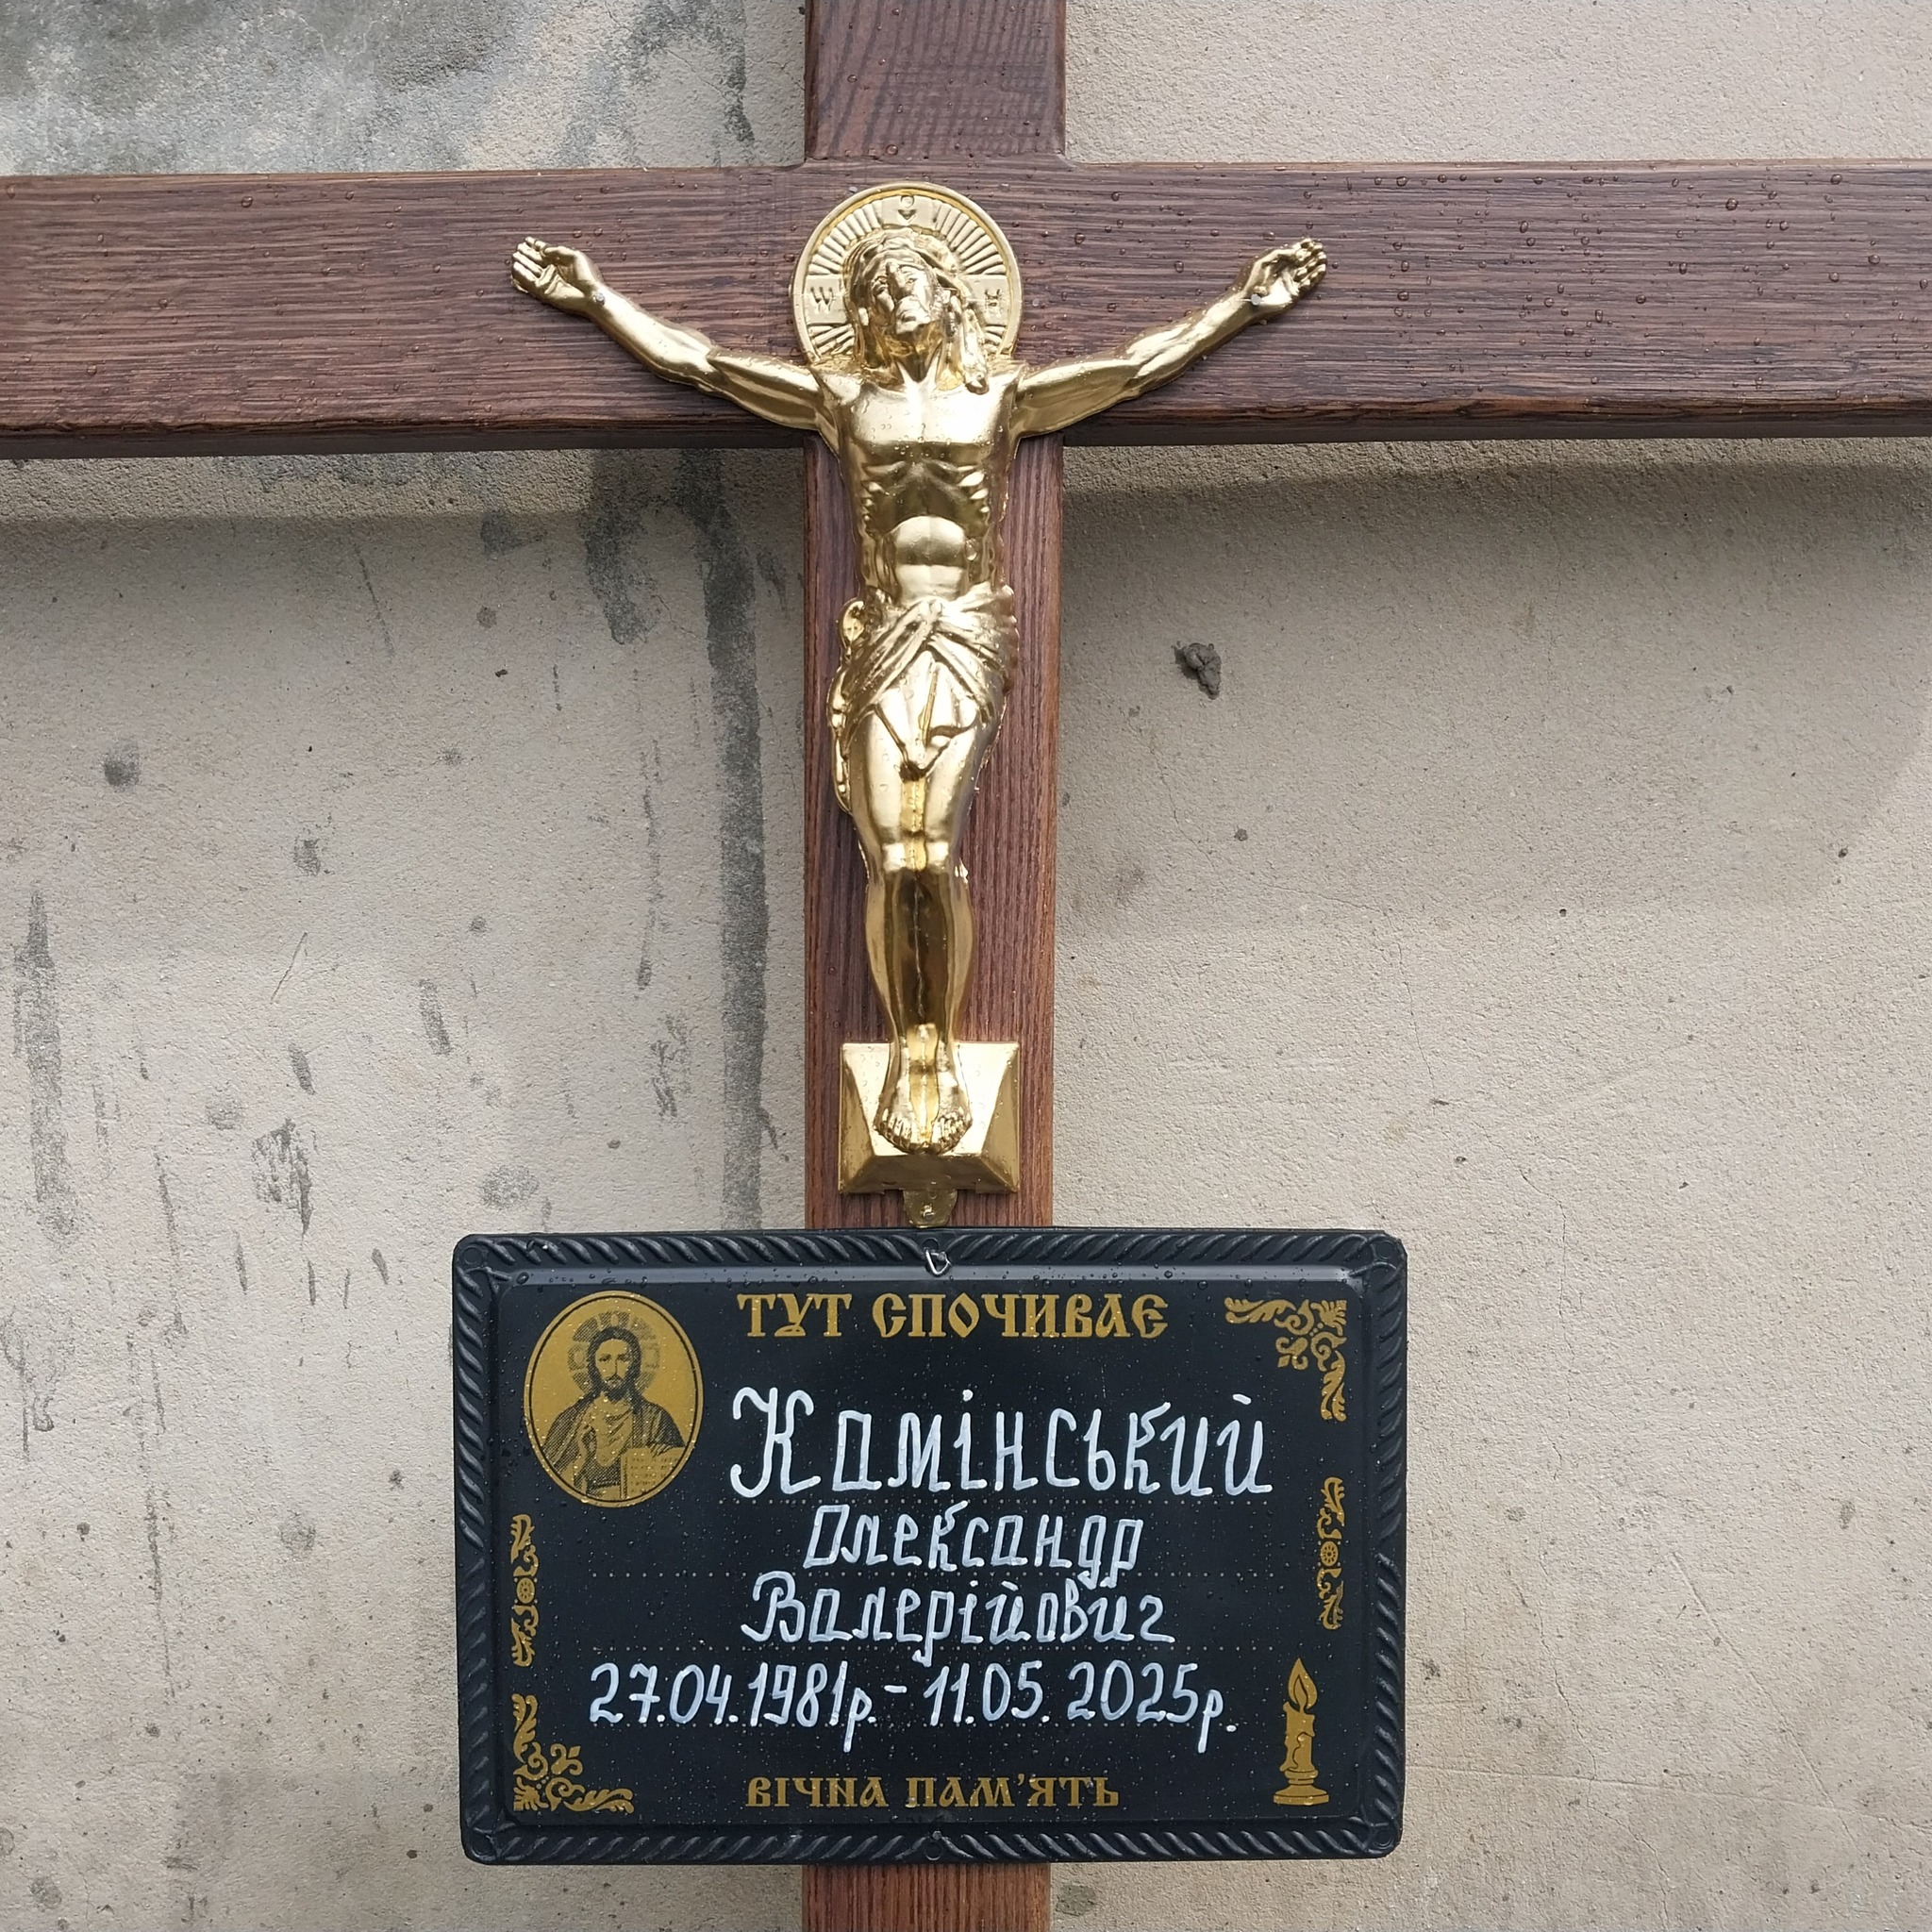 ТУТ СПОЧИВАЄ
Камінський
Олександр
Валерійович
27.04.1981р.- 11.05.2025р.
ВІЧНА ПАМ'ЯТЬ